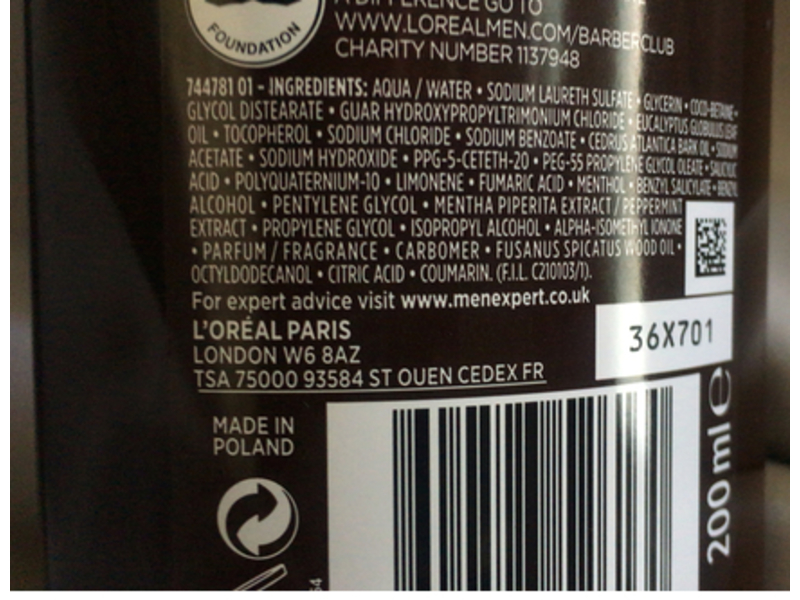 FOUNDATION
A DIFFERENCE GO TO
WWW.LOREALMEN.COM/BARBERCLUB
CHARITY NUMBER 1137948
744781 01 - INGREDIENTS: AQUA / WATER • SODIUM LAURETH SULFATE • GLYCERIN • COCO-BETAINE •
GLYCOL DISTEARATE • GUAR HYDROXYPROPYLTRIMONIUM CHLORIDE • EUCALYPTUS GLOBULUS LEAF
OIL • TOCOPHEROL • SODIUM CHLORIDE • SODIUM BENZOATE • CEDRUS ATLANTICA BARK OIL • SODIUM
ACETATE • SODIUM HYDROXIDE • PPG-5-CETETH-20 • PEG-55 PROPYLENE GLYCOL OLEATE • SALICYLIC
ACID • POLYQUATERNIUM-10 • LIMONENE • FUMARIC ACID • MENTHOL • BENZYL SALICYLATE • BENZYL
ALCOHOL • PENTYLENE GLYCOL • MENTHA PIPERITA EXTRACT / PEPPERMINT
EXTRACT • PROPYLENE GLYCOL • ISOPROPYL ALCOHOL • ALPHA-ISOMETHYL IONONE
• PARFUM / FRAGRANCE • CARBOMER • FUSANUS SPICATUS WOOD OIL •
OCTYLDODECANOL • CITRIC ACID • COUMARIN. (F.I.L. C210103/1).
For expert advice visit www.menexpert.co.uk
L'ORÉAL PARIS
LONDON W6 8AZ
TSA 75000 93584 ST OUEN CEDEX FR
36X701
MADE IN
POLAND
200 ml e